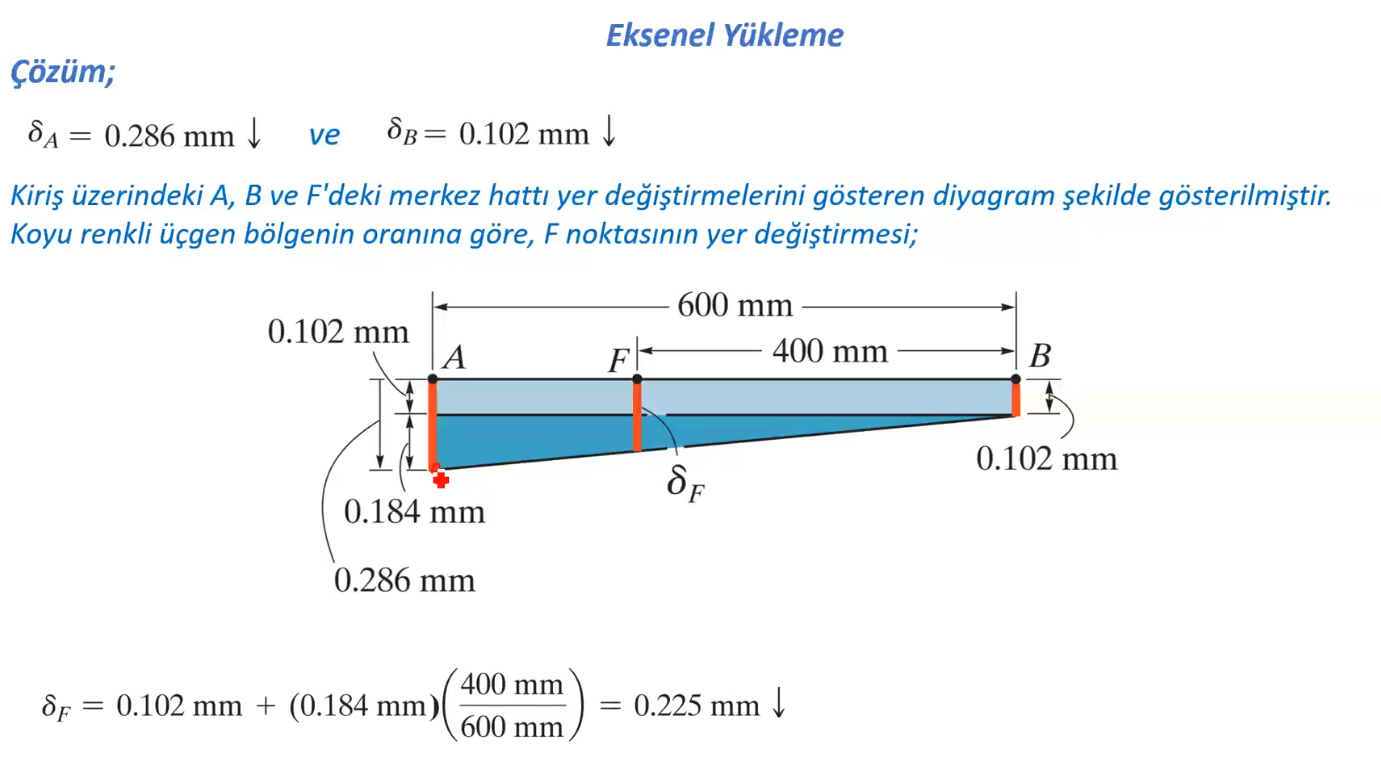 Eksenel Yükleme
Çözüm;
δA = 0.286 mm ↓ ve δB = 0.102 mm ↓
Kiriş üzerindeki A, B ve F'deki merkez hattı yer değiştirmelerini gösteren diyagram şekilde gösterilmiştir.
Koyu renkli üçgen bölgenin oranına göre, F noktasının yer değiştirmesi;
600 mm
0.102 mm
A
F
400 mm
B
0.102 mm
δF
0.184 mm
0.286 mm
δF = 0.102 mm + (0.184 mm)(400 mm / 600 mm) = 0.225 mm ↓